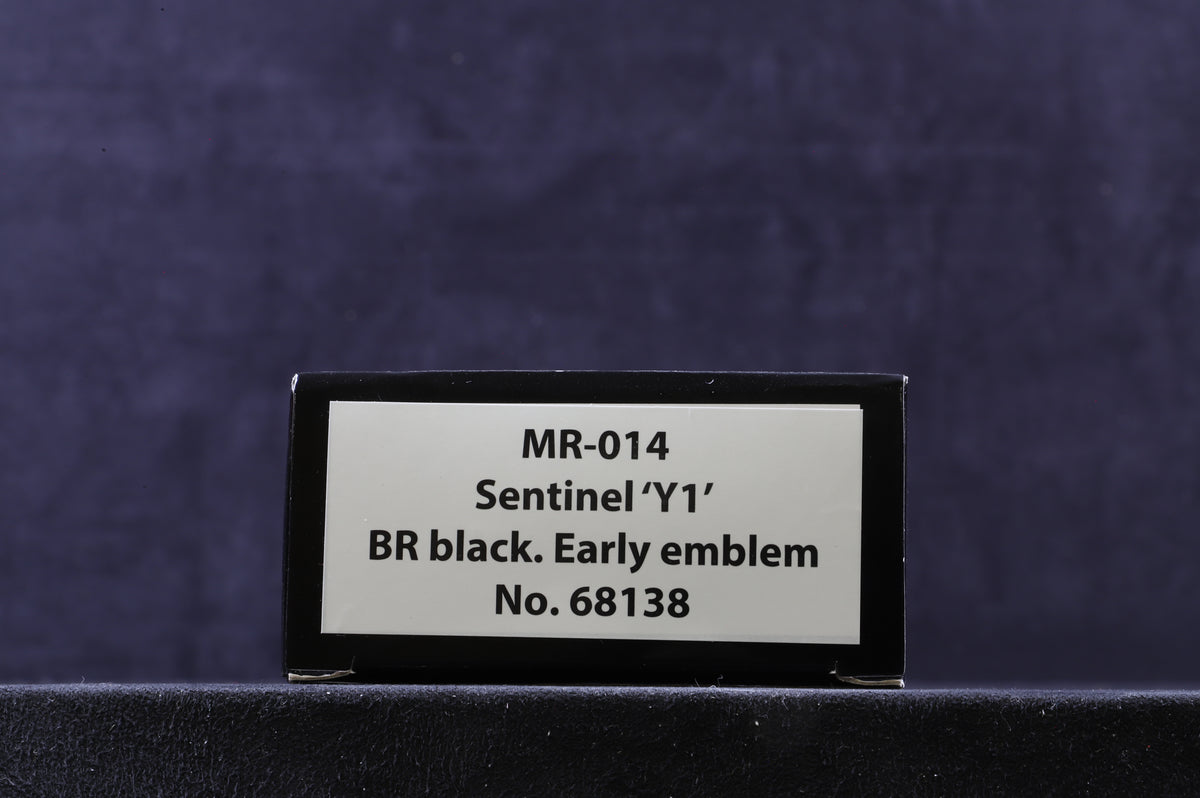 MR-014
Sentinel ‘Y1’
BR black. Early emblem
No. 68138